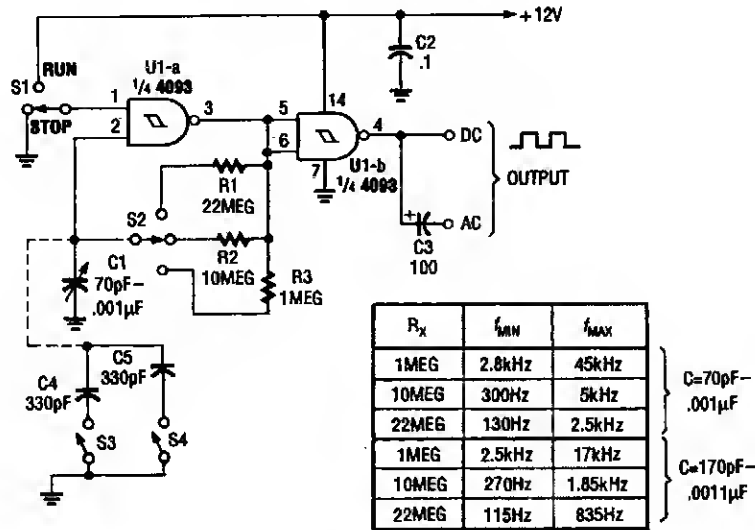 +12V
C2
.1
RUN
S1
STOP
U1-a
1/4 4093
1
2
3
5
6
14
4
7
U1-b
1/4 4093
DC
OUTPUT
AC
C3
100
+
R1
22MEG
S2
R2
10MEG
R3
1MEG
C1
70pF–
.001µF
C4
330pF
C5
330pF
S3
S4
RX fMIN fMAX
1MEG 2.8kHz 45kHz
10MEG 300Hz 5kHz
22MEG 130Hz 2.5kHz
C=70pF–
.001µF
1MEG 2.5kHz 17kHz
10MEG 270Hz 1.85kHz
22MEG 115Hz 835Hz
C=170pF–
.0011µF